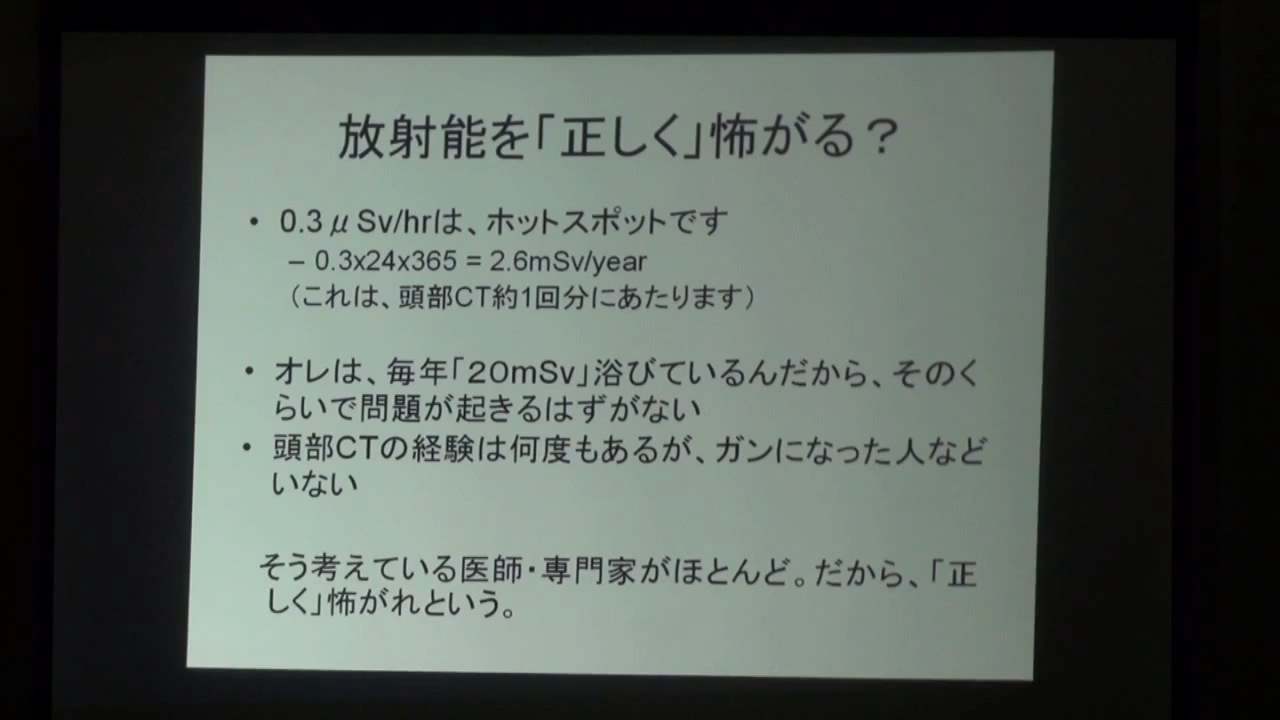 放射能を「正しく」怖がる？
• 0.3μSv/hrは、ホットスポットです
– 0.3x24x365 = 2.6mSv/year
（これは、頭部CT約1回分にあたります）
• オレは、毎年「20mSv」浴びているんだから、そのく
らいで問題が起きるはずがない
• 頭部CTの経験は何度もあるが、ガンになった人など
いない
そう考えている医師・専門家がほとんど。だから、「正
しく」怖がれという。